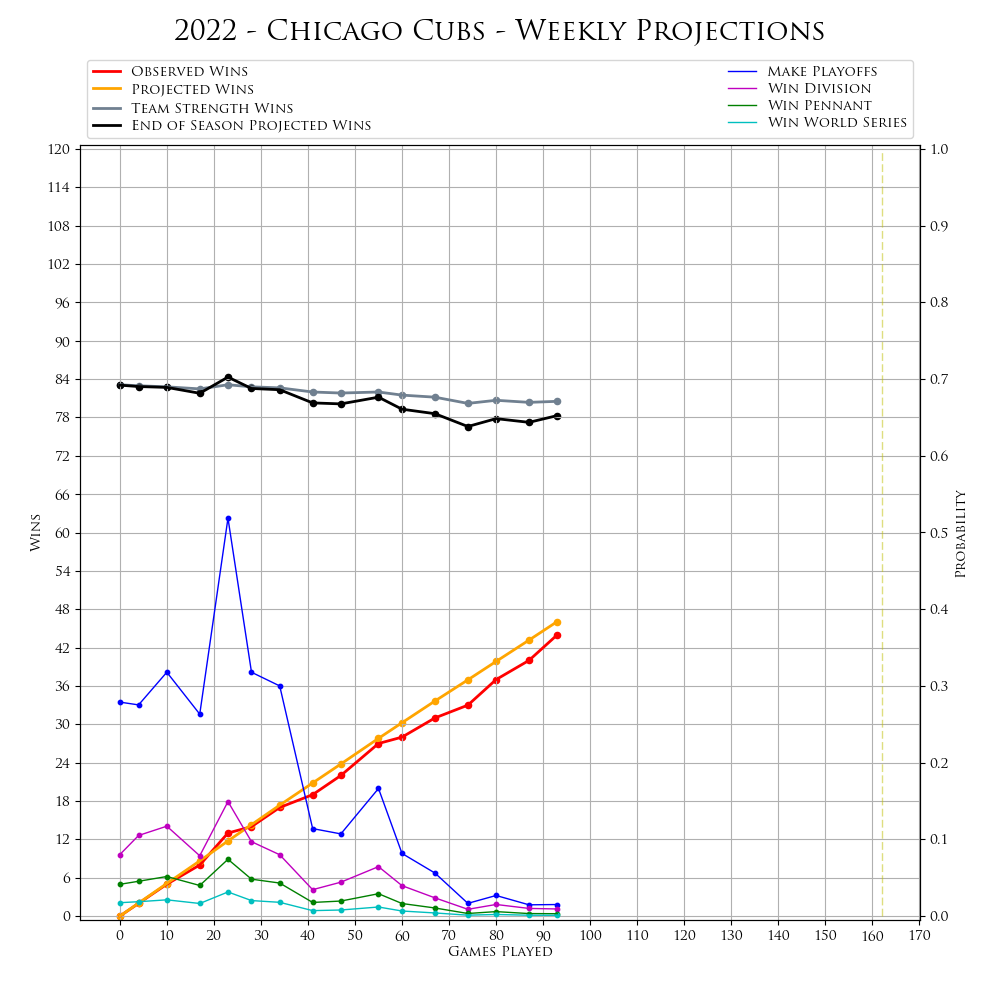 2022 - Chicago Cubs - Weekly Projections
Observed Wins
Projected Wins
Team Strength Wins
End of Season Projected Wins
Make Playoffs
Win Division
Win Pennant
Win World Series
120
114
108
102
96
90
84
78
72
66
60
54
48
42
36
30
24
18
12
6
0
Wins
1.0
0.9
0.8
0.7
0.6
0.5
0.4
0.3
0.2
0.1
0.0
Probability
0 10 20 30 40 50 60 70 80 90 100 110 120 130 140 150 160 170
Games Played